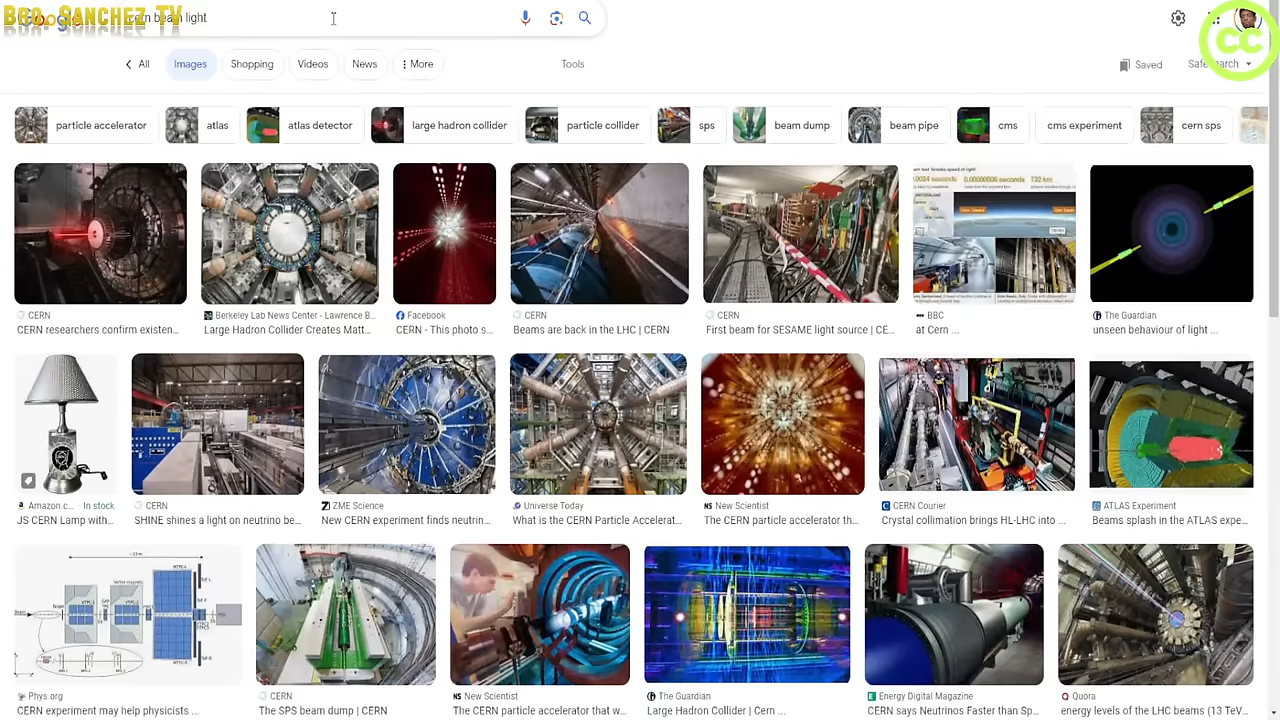 BRO. SANCHEZ TV
cern beam light
CC
All
Images
Shopping
Videos
News
More
Tools
Saved
particle accelerator
atlas
atlas detector
large hadron collider
particle collider
sps
beam dump
beam pipe
cms
cms experiment
cern sps
0.00000006 seconds
732 km
CERN
CERN researchers confirm existen...
Berkeley Lab News Center - Lawren...
Large Hadron Collider Creates Matt...
Facebook
CERN - This photo s...
CERN
Beams are back in the LHC | CERN
CERN
First beam for SESAME light source | CE...
BBC
at Cern ...
The Guardian
unseen behaviour of light ...
Amazon.c... · In stock
JS CERN Lamp with...
CERN
SHINE shines a light on neutrino be...
ZME Science
New CERN experiment finds neutrin...
Universe Today
What is the CERN Particle Accelerat...
New Scientist
The CERN particle accelerator th...
CERN Courier
Crystal collimation brings HL-LHC into ...
ATLAS Experiment
Beams splash in the ATLAS expe...
Phys.org
CERN experiment may help physicists ...
CERN
The SPS beam dump | CERN
New Scientist
The CERN particle accelerator that w...
The Guardian
Large Hadron Collider | Cern ...
Energy Digital Magazine
CERN says Neutrinos Faster than Sp...
Quora
energy levels of the LHC beams (13 TeV...